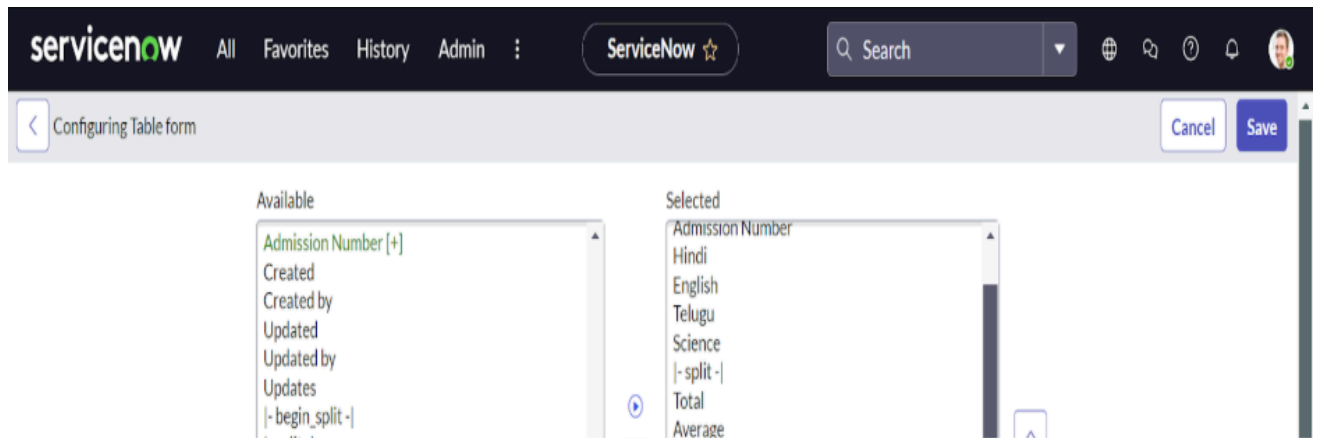 servicenow All Favorites History Admin ServiceNow Search
Configuring Table form Cancel Save
Available
Admission Number [+]
Created
Created by
Updated
Updated by
Updates
|- begin_split -|
Selected
Admission Number
Hindi
English
Telugu
Science
|- split -|
Total
Average